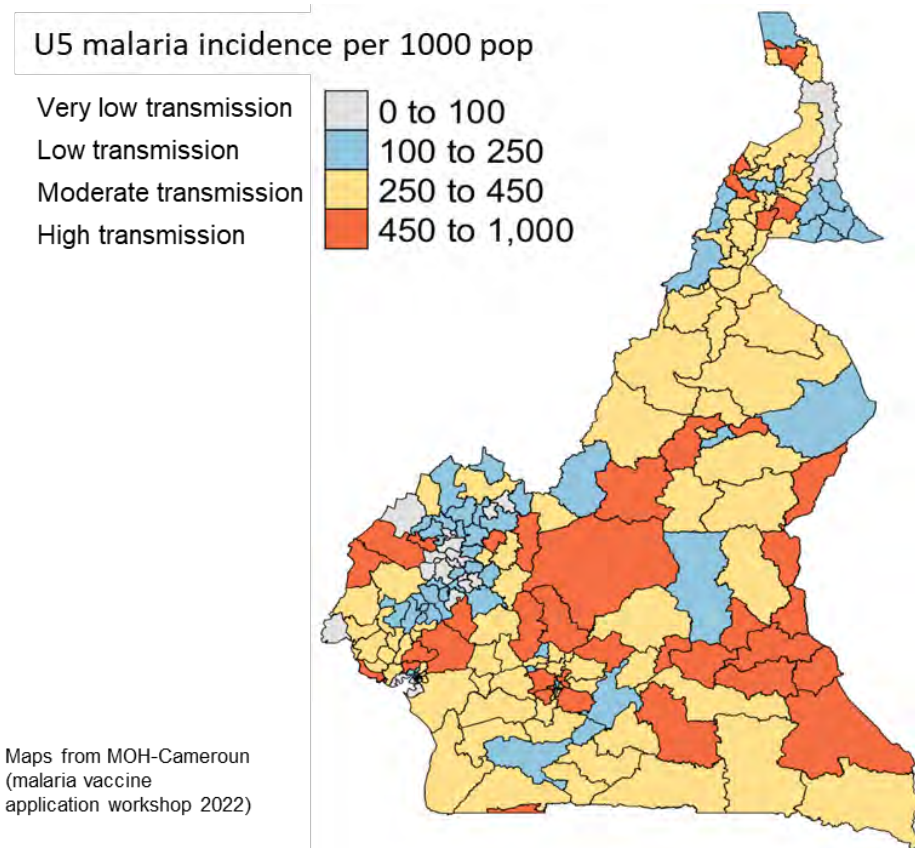 U5 malaria incidence per 1000 pop
Very low transmission 0 to 100
Low transmission 100 to 250
Moderate transmission 250 to 450
High transmission 450 to 1,000
Maps from MOH-Cameroun
(malaria vaccine
application workshop 2022)